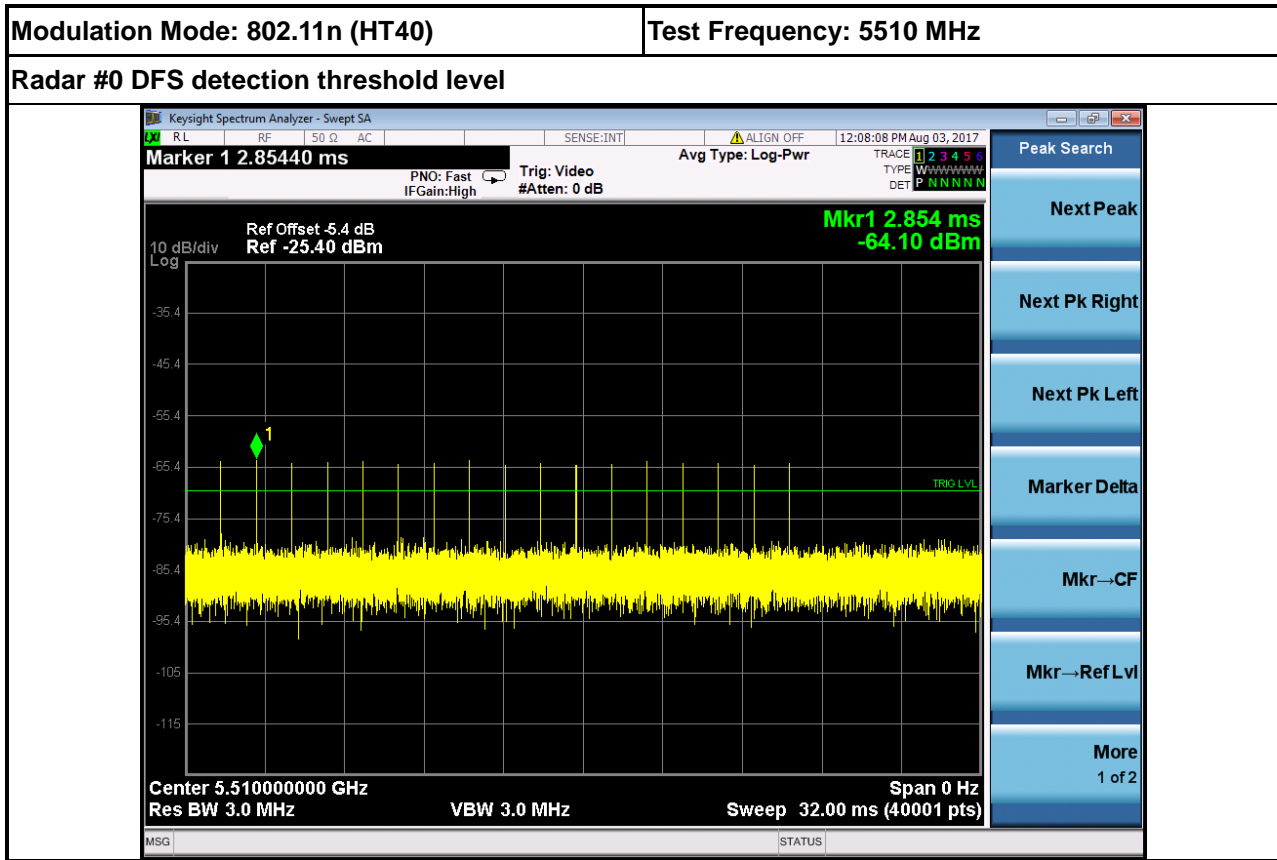 Modulation Mode: 802.11n (HT40)
Test Frequency: 5510 MHz
Radar #0 DFS detection threshold level
Keysight Spectrum Analyzer - Swept SA
LXI RL RF 50 Ω AC SENSE:INT ALIGN OFF 12:08:08 PM Aug 03, 2017
Marker 1 2.85440 ms
PNO: Fast
IFGain:High
Trig: Video
#Atten: 0 dB
Avg Type: Log-Pwr
TRACE 1 2 3 4 5 6
TYPE WWWWWW
DET P N N N N N
Mkr1 2.854 ms
-64.10 dBm
Ref Offset -5.4 dB
10 dB/div Ref -25.40 dBm
Log
-35.4
-45.4
-55.4
-65.4
-75.4
-85.4
-95.4
-105
-115
1
TRIG LVL
Center 5.510000000 GHz
Span 0 Hz
Res BW 3.0 MHz
VBW 3.0 MHz
Sweep 32.00 ms (40001 pts)
MSG
STATUS
Peak Search
Next Peak
Next Pk Right
Next Pk Left
Marker Delta
Mkr→CF
Mkr→Ref Lvl
More
1 of 2